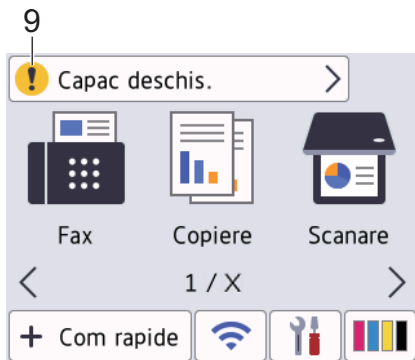 9
! Capac deschis.
Fax Copiere Scanare
1 / X
+ Com rapide